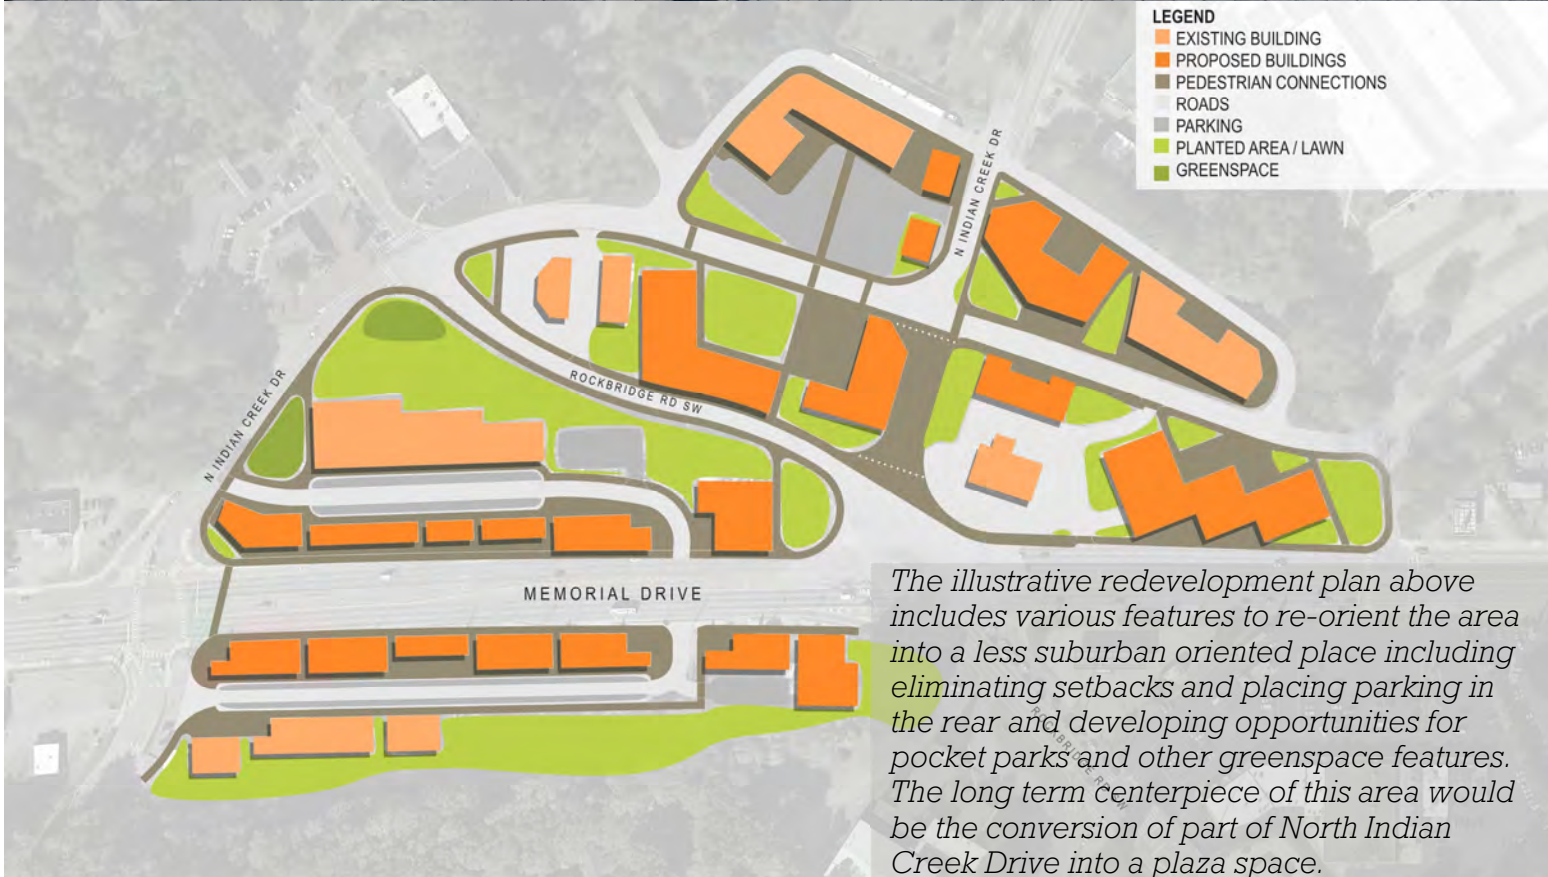 LEGEND
EXISTING BUILDING
PROPOSED BUILDINGS
PEDESTRIAN CONNECTIONS
ROADS
PARKING
PLANTED AREA / LAWN
GREENSPACE
N INDIAN CREEK DR
N INDIAN CREEK DR
ROCKBRIDGE RD SW
MEMORIAL DRIVE
ROCKBRIDGE RD SW
The illustrative redevelopment plan above
includes various features to re-orient the area
into a less suburban oriented place including
eliminating setbacks and placing parking in
the rear and developing opportunities for
pocket parks and other greenspace features.
The long term centerpiece of this area would
be the conversion of part of North Indian
Creek Drive into a plaza space.